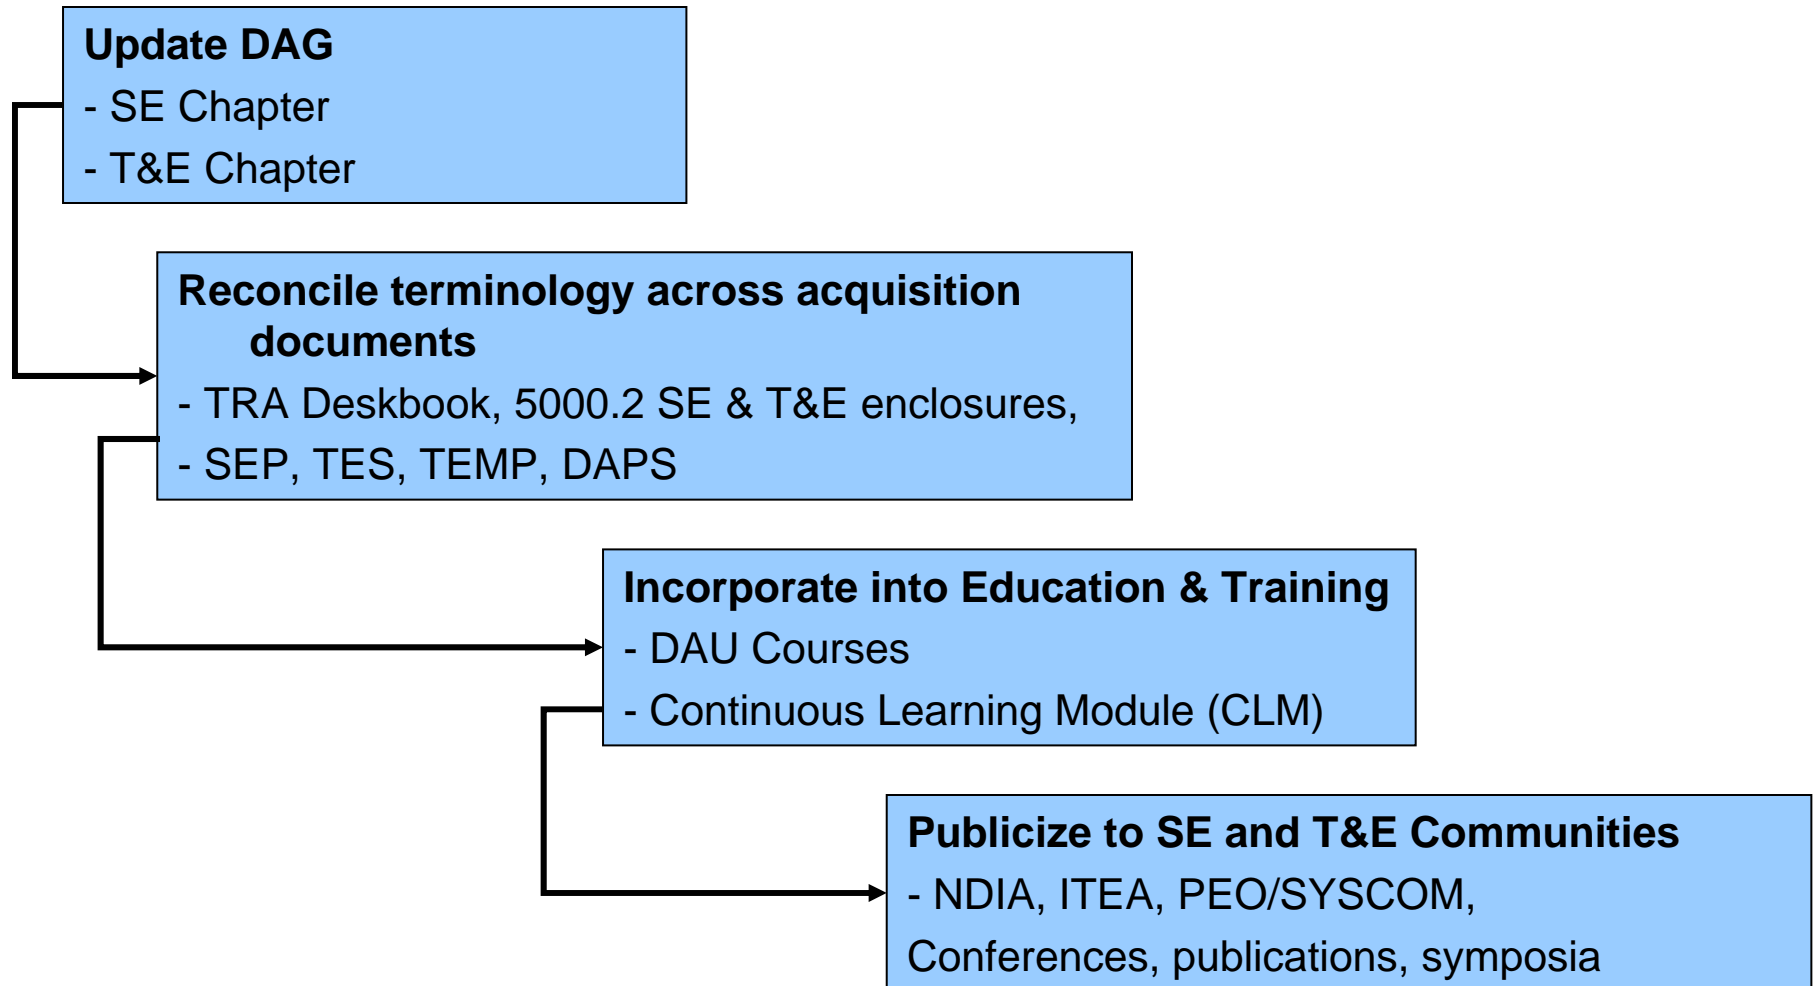 Update DAG
- SE Chapter
- T&E Chapter
Reconcile terminology across acquisition
documents
- TRA Deskbook, 5000.2 SE & T&E enclosures,
- SEP, TES, TEMP, DAPS
Incorporate into Education & Training
- DAU Courses
- Continuous Learning Module (CLM)
Publicize to SE and T&E Communities
- NDIA, ITEA, PEO/SYSCOM,
Conferences, publications, symposia